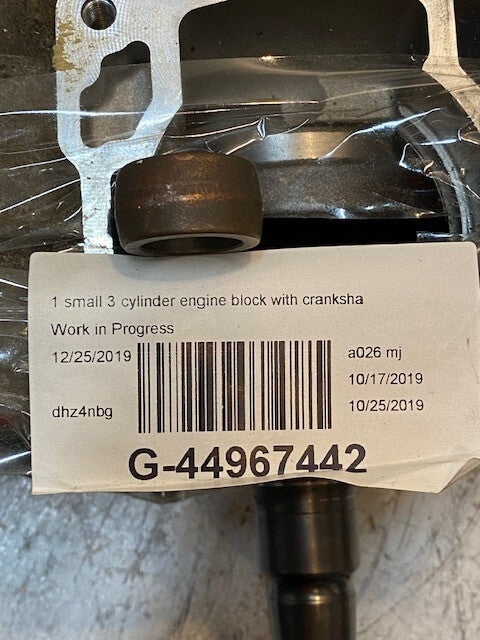 1 small 3 cylinder engine block with cranksha
Work in Progress
12/25/2019
a026 mj
10/17/2019
dhz4nbg
10/25/2019
G-44967442